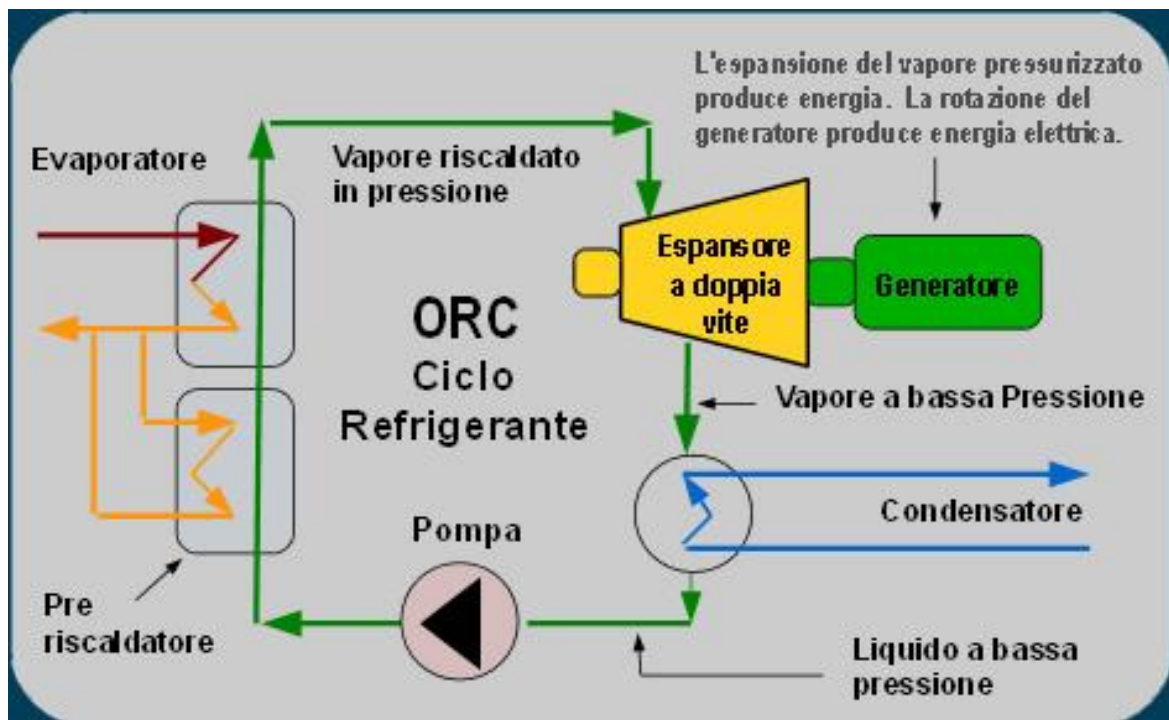 L'espansione del vapore pressurizzato
produce energia. La rotazione del
generatore produce energia elettrica.
Evaporatore
Vapore riscaldato
in pressione
Espansore
a doppia
vite
Generatore
ORC
Ciclo
Refrigerante
Vapore a bassa Pressione
Condensatore
Pompa
Pre
riscaldatore
Liquido a bassa
pressione